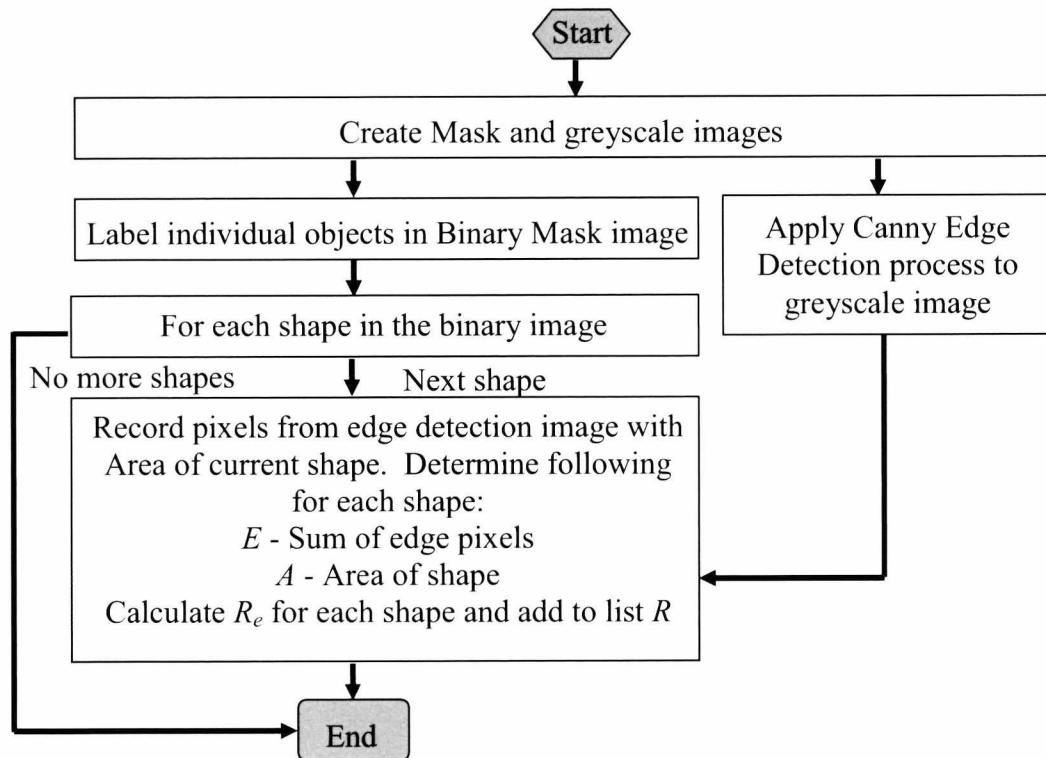 Start
Create Mask and greyscale images
Label individual objects in Binary Mask image
Apply Canny Edge
Detection process to
greyscale image
For each shape in the binary image
No more shapes
Next shape
Record pixels from edge detection image with
Area of current shape. Determine following
for each shape:
E - Sum of edge pixels
A - Area of shape
Calculate Re for each shape and add to list R
End